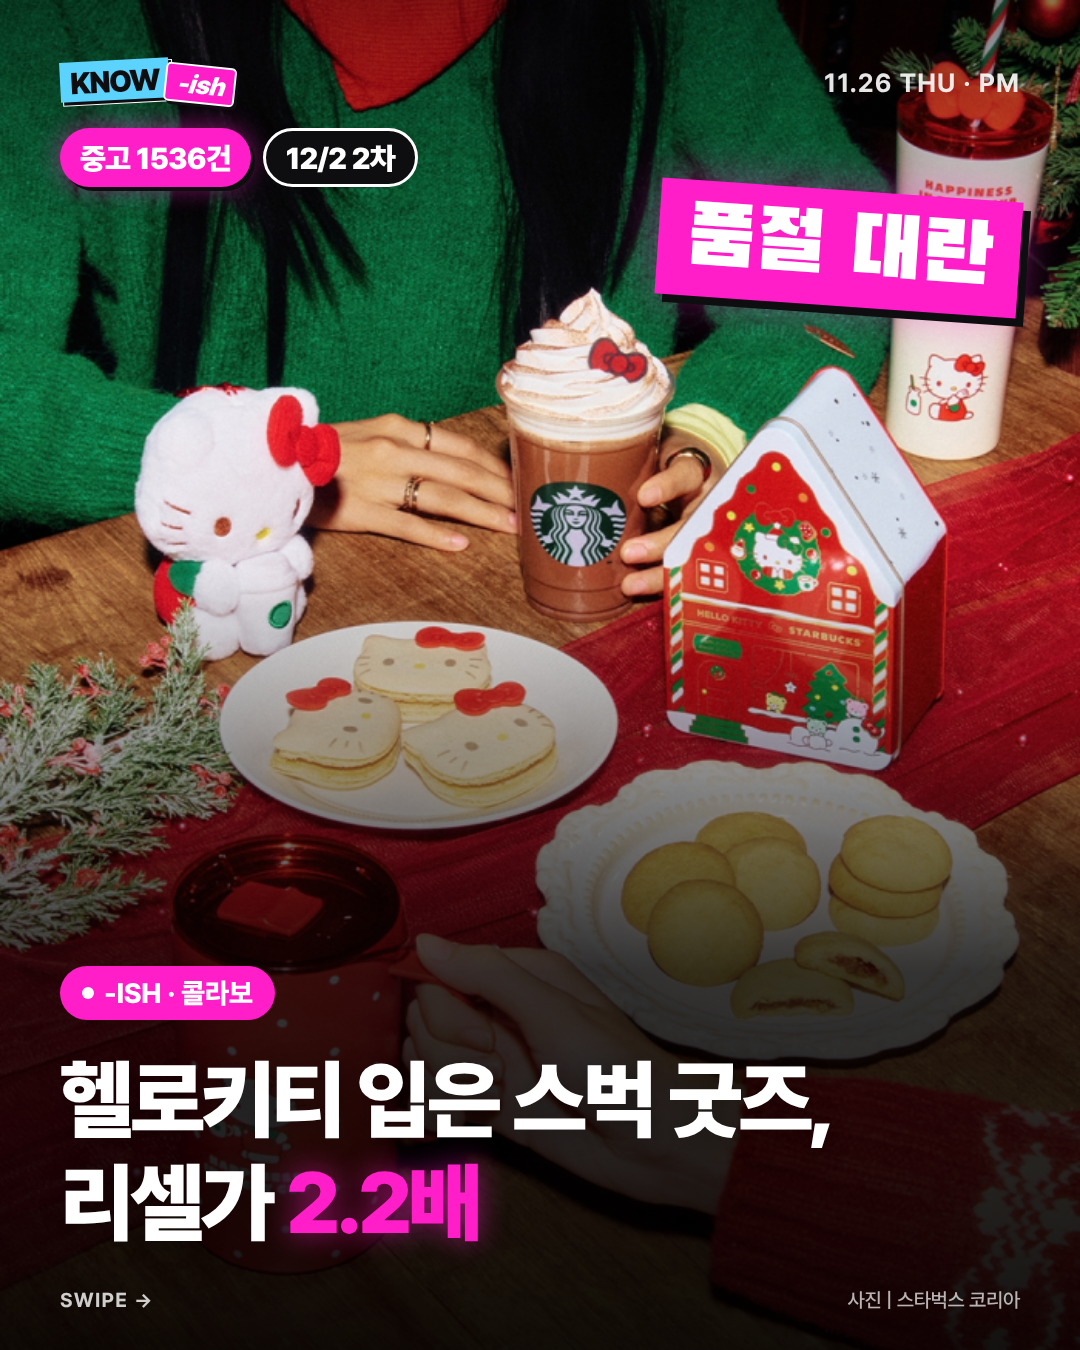 KNOW -ish
11.26 THU · PM
중고 1536건
12/2 2차
품절 대란
HAPPINESS
HELLO KITTY
STARBUCKS
-ISH · 콜라보
헬로키티 입은 스벅 굿즈,
리셀가 2.2배
SWIPE →
사진 | 스타벅스 코리아